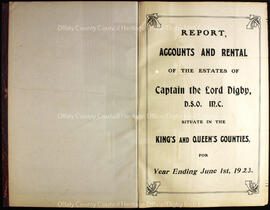 REPORT,
ACCOUNTS AND RENTAL
OF THE ESTATES OF
Captain the Lord Digby,
D.S.O. M.C.
SITUATE IN THE
KING'S AND QUEEN'S COUNTIES,
FOR
Year Ending June 1st, 1923.